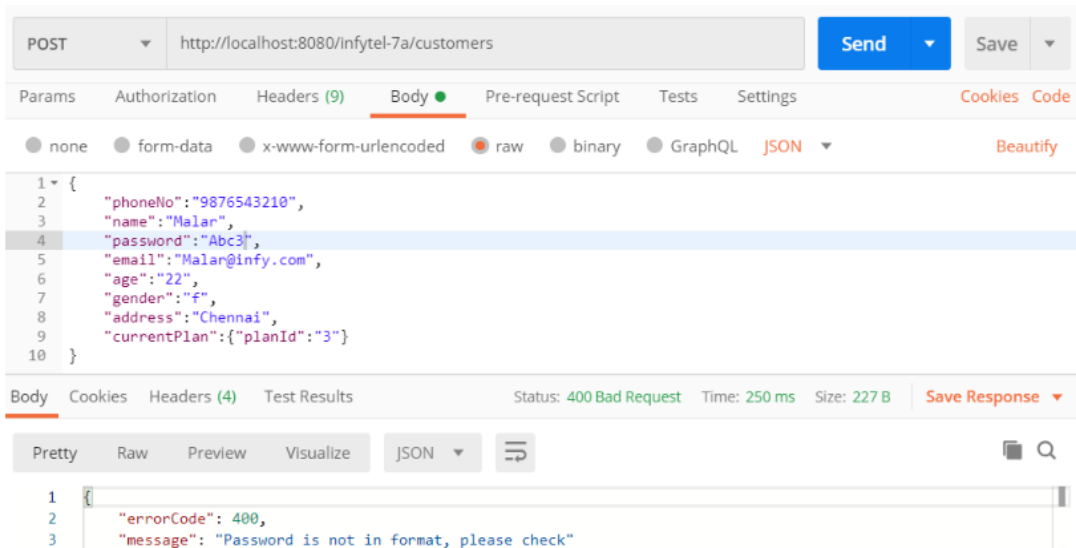 POST http://localhost:8080/infytel-7a/customers Send Save
Params Authorization Headers (9) Body Pre-request Script Tests Settings Cookies Code
none form-data x-www-form-urlencoded raw binary GraphQL JSON Beautify
1 {
2 "phoneNo":"9876543210",
3 "name":"Malar",
4 "password":"Abc3",
5 "email":"Malar@infy.com",
6 "age":"22",
7 "gender":"f",
8 "address":"Chennai",
9 "currentPlan":{"planId":"3"}
10 }
Body Cookies Headers (4) Test Results Status: 400 Bad Request Time: 250 ms Size: 227 B Save Response
Pretty Raw Preview Visualize JSON
1 {
2 "errorCode": 400,
3 "message": "Password is not in format, please check"